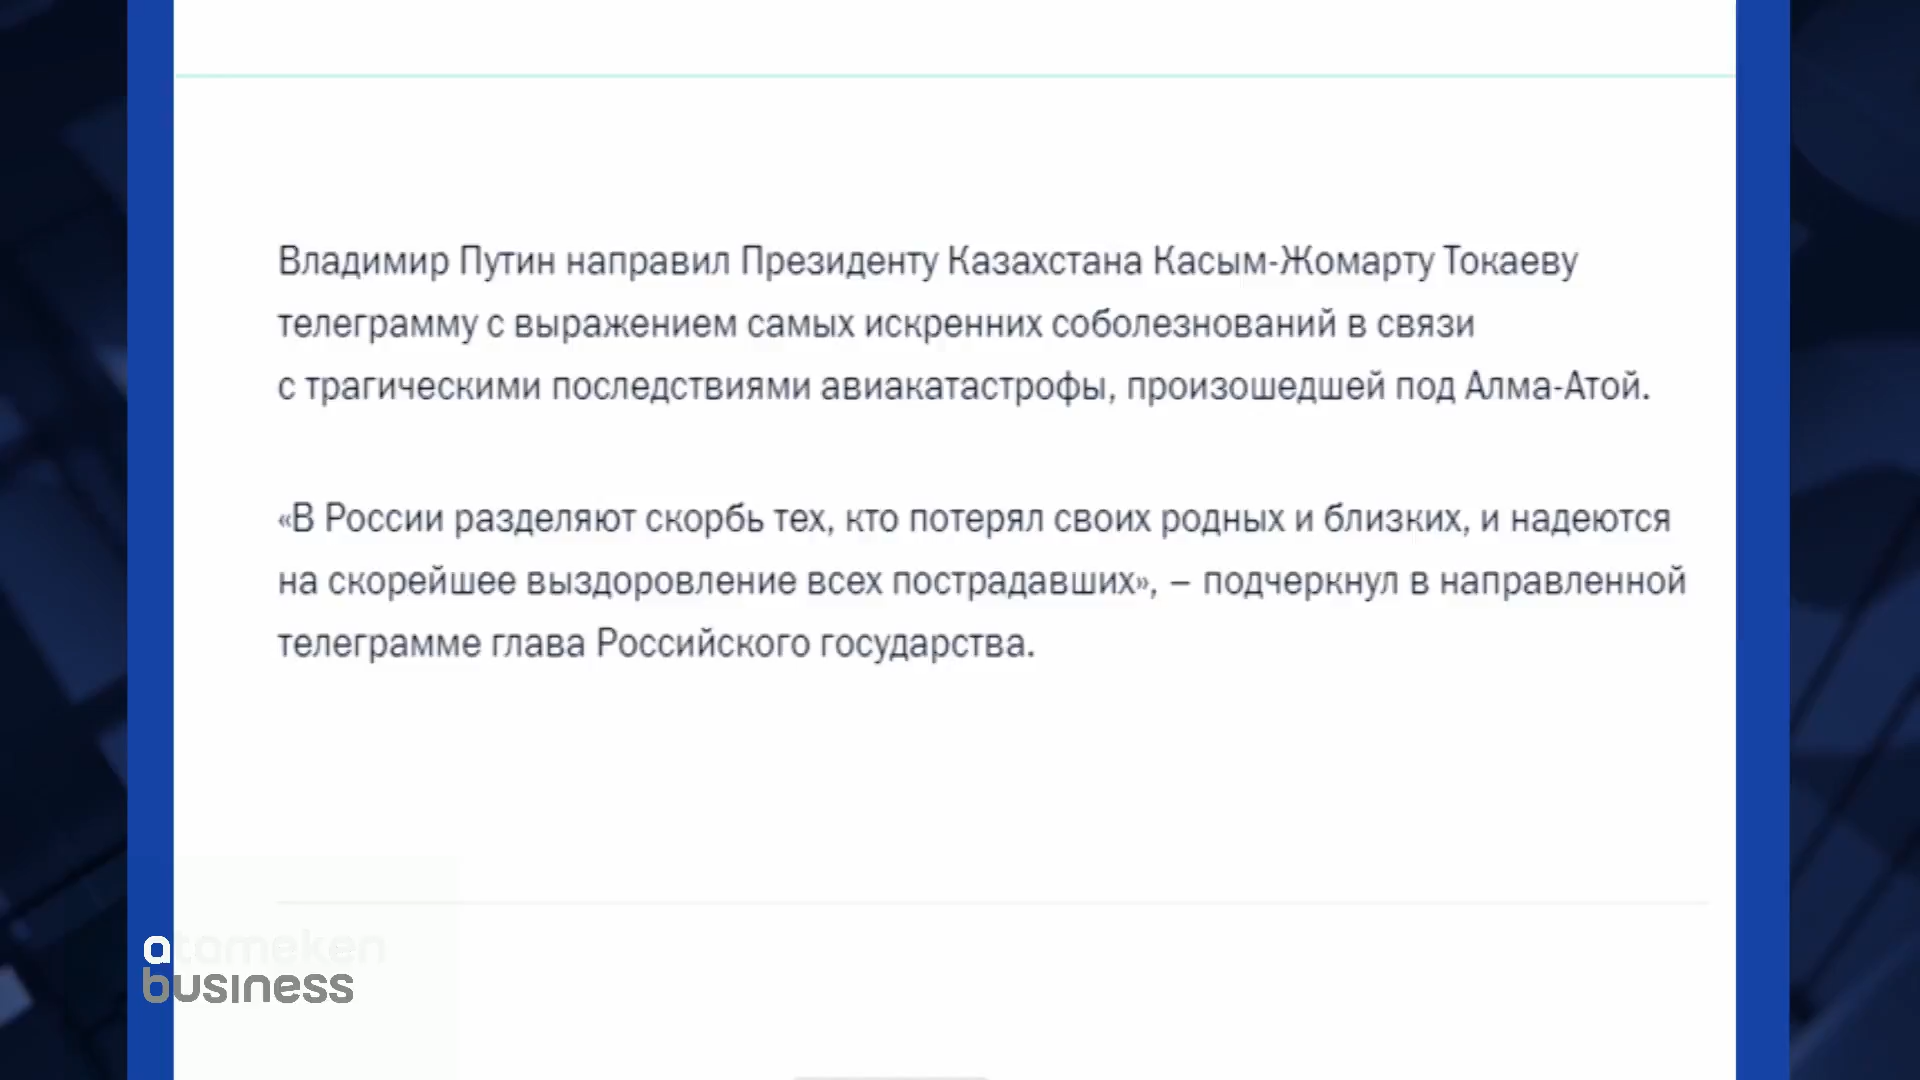 Владимир Путин направил Президенту Казахстана Касым-Жомарту Токаеву
телеграмму с выражением самых искренних соболезнований в связи
с трагическими последствиями авиакатастрофы, произошедшей под Алма-Атой.
«В России разделяют скорбь тех, кто потерял своих родных и близких, и надеются
на скорейшее выздоровление всех пострадавших», – подчеркнул в направленной
телеграмме глава Российского государства.
atameken
business